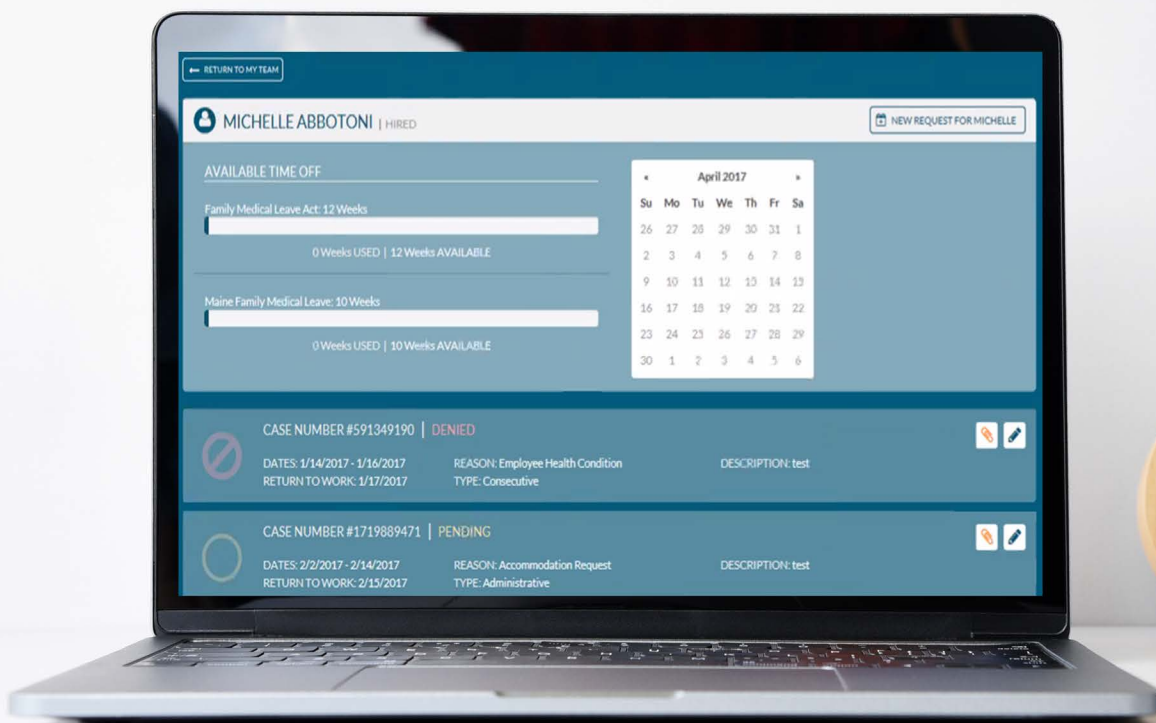 RETURN TO MY TEAM
MICHELLE ABBOTONI | HIRED
NEW REQUEST FOR MICHELLE
AVAILABLE TIME OFF
Family Medical Leave Act: 12 Weeks
0 Weeks USED | 12 Weeks AVAILABLE
Maine Family Medical Leave: 10 Weeks
0 Weeks USED | 10 Weeks AVAILABLE
« April 2017 »
Su Mo Tu We Th Fr Sa
26 27 28 29 30 31 1
2 3 4 5 6 7 8
9 10 11 12 13 14 15
16 17 18 19 20 21 22
23 24 25 26 27 28 29
30 1 2 3 4 5 6
CASE NUMBER #591349190 | DENIED
DATES: 1/14/2017 - 1/16/2017 REASON: Employee Health Condition DESCRIPTION: test
RETURN TO WORK: 1/17/2017 TYPE: Consecutive
CASE NUMBER #1719889471 | PENDING
DATES: 2/2/2017 - 2/14/2017 REASON: Accommodation Request DESCRIPTION: test
RETURN TO WORK: 2/15/2017 TYPE: Administrative